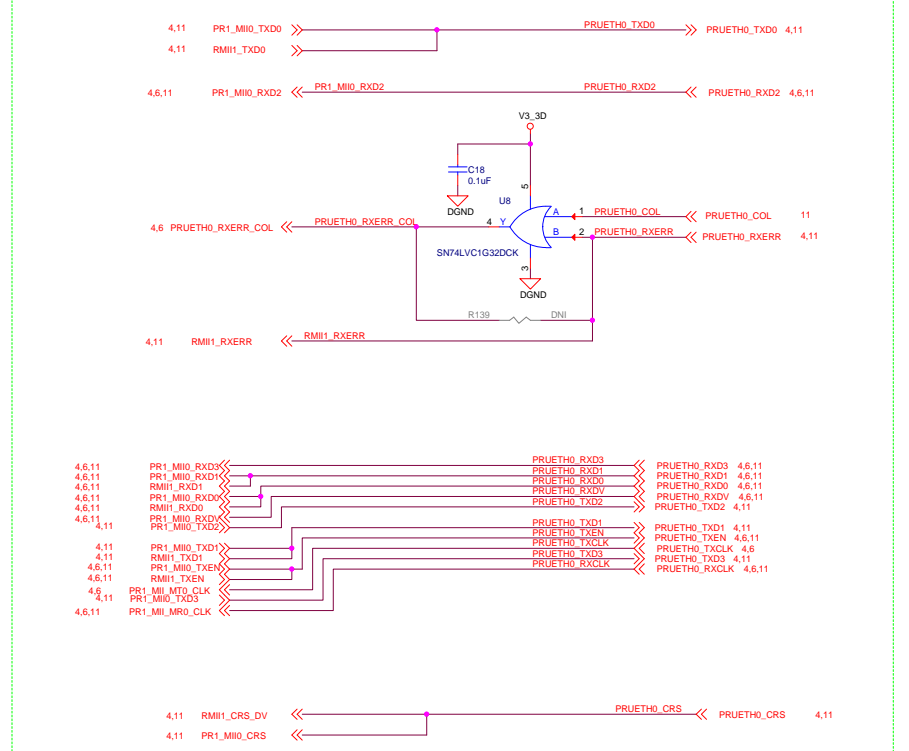 4,11 PR1_MII0_TXD0 PRUETH0_TXD0 PRUETH0_TXD0 4,11
4,11 RMII1_TXD0
4,6,11 PR1_MII0_RXD2 PR1_MII0_RXD2 PRUETH0_RXD2 PRUETH0_RXD2 4,6,11
V3_3D
C18
0.1uF
5
DGND
U8
4,6 PRUETH0_RXERR_COL PRUETH0_RXERR_COL 4 Y A 1 PRUETH0_COL PRUETH0_COL 11
B 2 PRUETH0_RXERR PRUETH0_RXERR 4,11
SN74LVC1G32DCK
3
DGND
R139 DNI
4,11 RMII1_RXERR RMII1_RXERR
4,6,11 PR1_MII0_RXD3 PRUETH0_RXD3 PRUETH0_RXD3 4,6,11
4,6,11 PR1_MII0_RXD1 PRUETH0_RXD1 PRUETH0_RXD1 4,6,11
4,6,11 RMII1_RXD1 PRUETH0_RXD0 PRUETH0_RXD0 4,6,11
4,6,11 PR1_MII0_RXD0 PRUETH0_RXDV PRUETH0_RXDV 4,6,11
4,6,11 RMII1_RXD0 PRUETH0_TXD2 PRUETH0_TXD2 4,11
4,6,11 PR1_MII0_RXDV
4,11 PR1_MII0_TXD2 PRUETH0_TXD1 PRUETH0_TXD1 4,11
PRUETH0_TXEN PRUETH0_TXEN 4,6,11
4,11 PR1_MII0_TXD1 PRUETH0_TXCLK PRUETH0_TXCLK 4,6
4,11 RMII1_TXD1 PRUETH0_TXD3 PRUETH0_TXD3 4,11
4,6,11 PR1_MII0_TXEN PRUETH0_RXCLK PRUETH0_RXCLK 4,6,11
4,6,11 RMII1_TXEN
4,6 PR1_MII_MT0_CLK
4,11 PR1_MII0_TXD3
4,6,11 PR1_MII_MR0_CLK
4,11 RMII1_CRS_DV PRUETH0_CRS PRUETH0_CRS 4,11
4,11 PR1_MII0_CRS